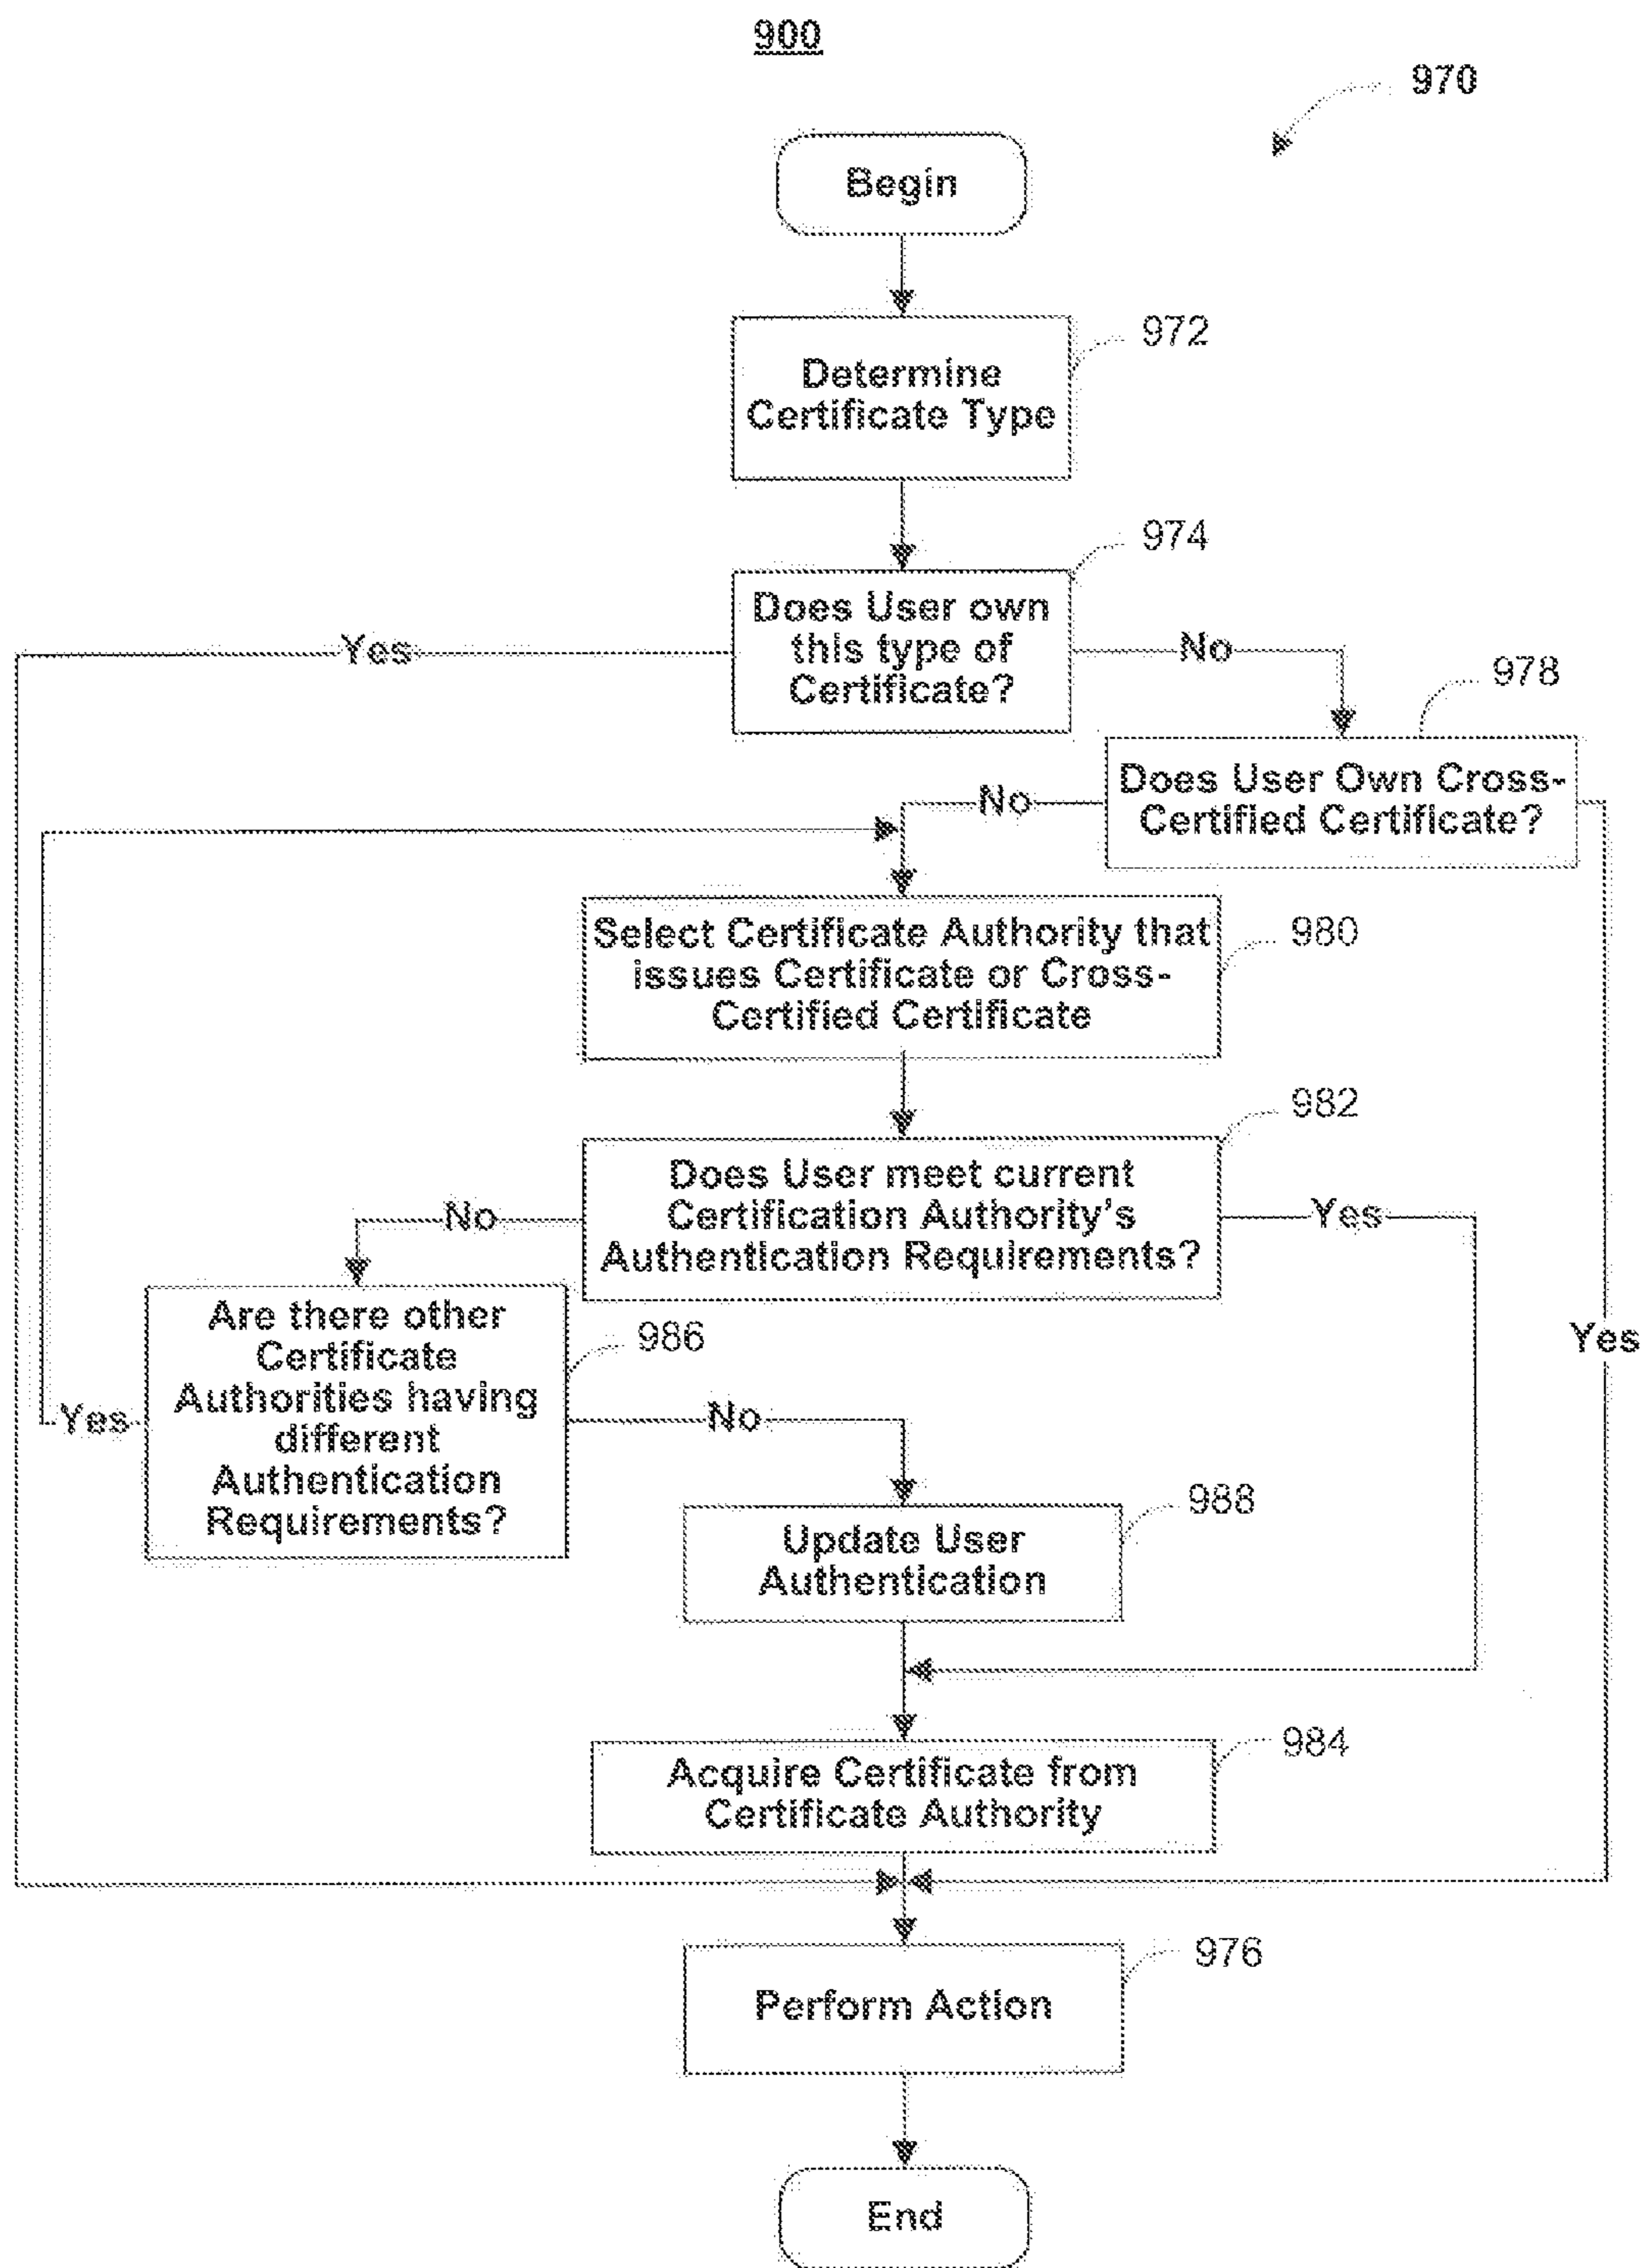 900
970
Begin
972
Determine
Certificate Type
974
Does User own
this type of
Certificate?
Yes
No
978
Does User Own Cross-
Certified Certificate?
No
Select Certificate Authority that
issues Certificate or Cross-
Certified Certificate
980
982
Does User meet current
Certification Authority's
Authentication Requirements?
No
Yes
Are there other
Certificate
Authorities having
different
Authentication
Requirements?
986
Yes
Yes
No
988
Update User
Authentication
984
Acquire Certificate from
Certificate Authority
976
Perform Action
End